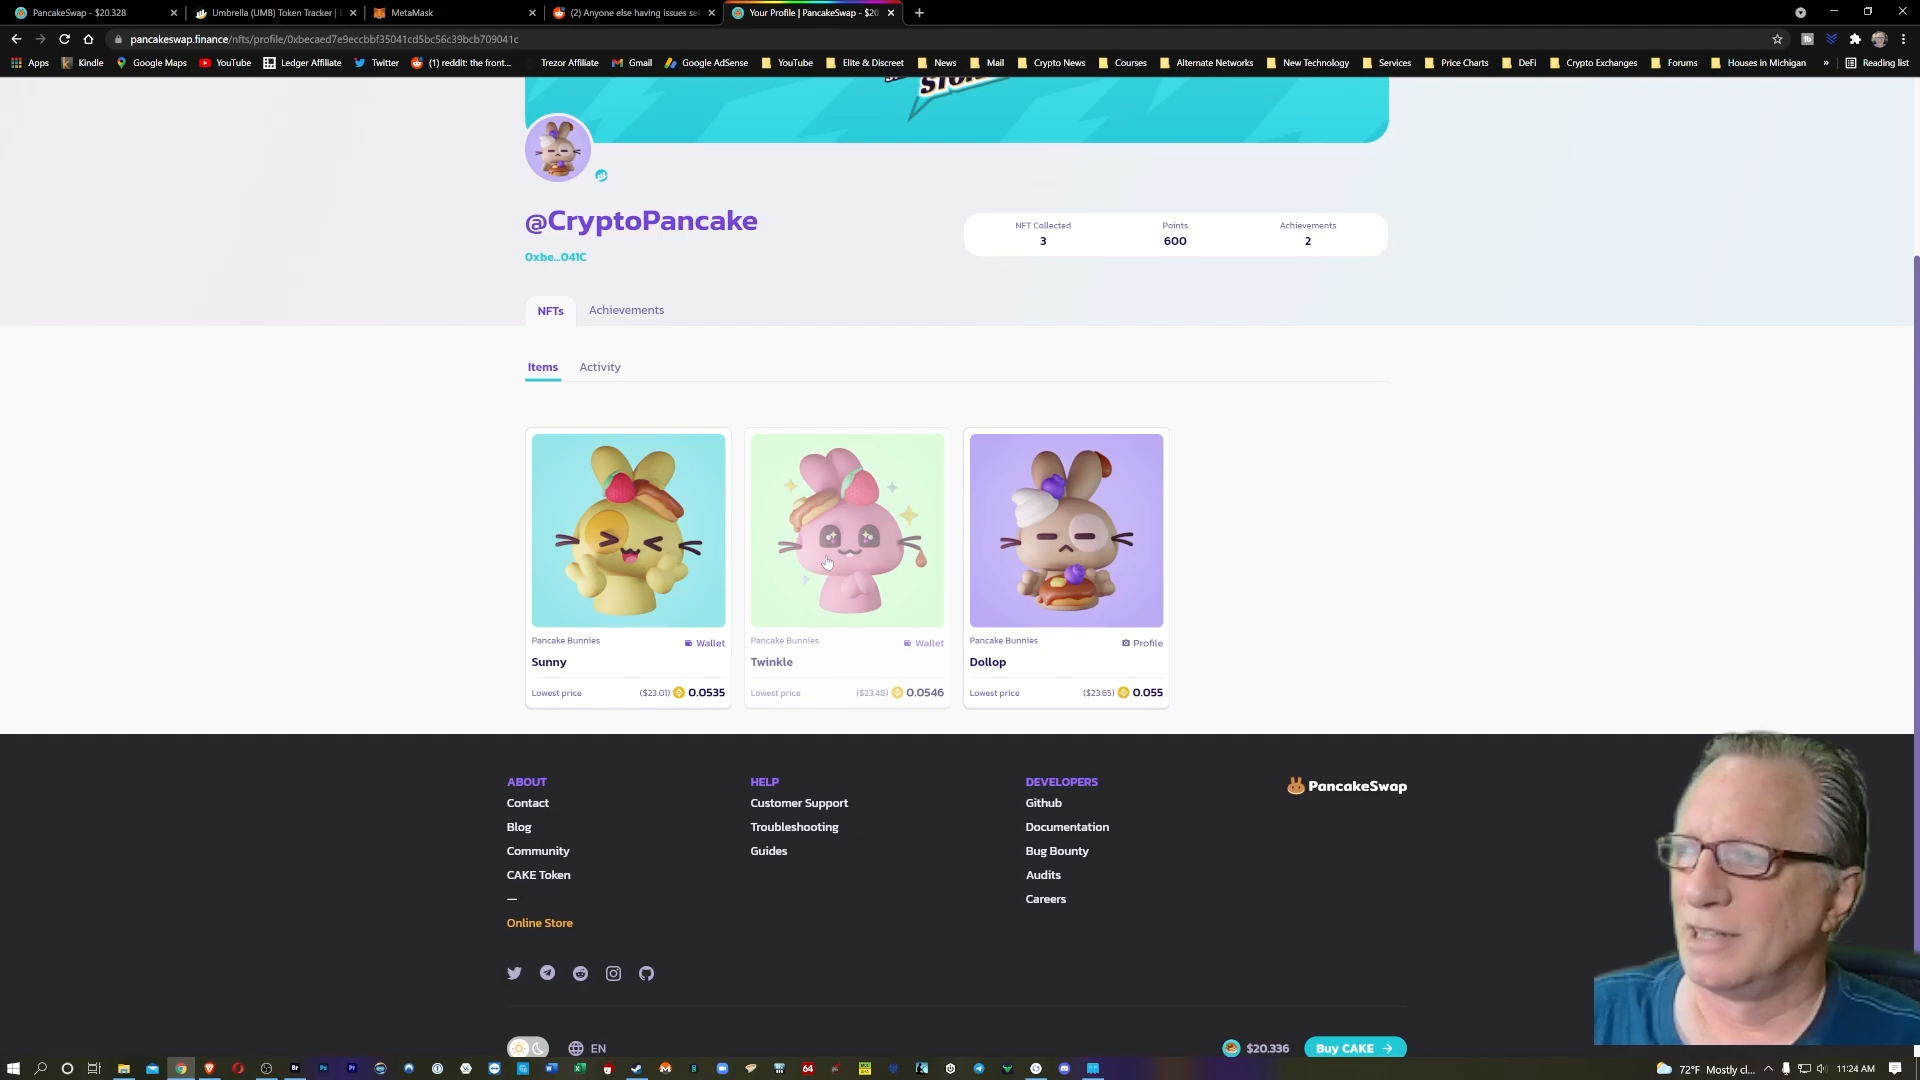 PancakeSwap - $20.328
Umbrella (UMB) Token Tracker |
MetaMask
(2) Anyone else having issues se
Your Profile | PancakeSwap - $20
pancakeswap.finance/nfts/profile/0xbecaed7e9eccbbf35041cd5bc56c39bcb709041c
Apps
Kindle
Google Maps
YouTube
Ledger Affiliate
Twitter
(1) reddit: the front...
Trezor Affiliate
Gmail
Google AdSense
YouTube
Elite & Discreet
News
Mail
Crypto News
Courses
Alternate Networks
New Technology
Services
Price Charts
DeFi
Crypto Exchanges
Forums
Houses in Michigan
»
Reading list
@CryptoPancake
0xbe...041C
NFT Collected
3
Points
600
Achievements
2
NFTs
Achievements
Items
Activity
Pancake Bunnies
Wallet
Sunny
Lowest price ($23.01) 0.0535
Pancake Bunnies
Wallet
Twinkle
Lowest price ($23.48) 0.0546
Pancake Bunnies
Profile
Dollop
Lowest price ($23.65) 0.055
ABOUT
Contact
Blog
Community
CAKE Token
—
Online Store
HELP
Customer Support
Troubleshooting
Guides
DEVELOPERS
Github
Documentation
Bug Bounty
Audits
Careers
PancakeSwap
EN
$20.336
Buy CAKE
72°F Mostly cl...
11:24 AM